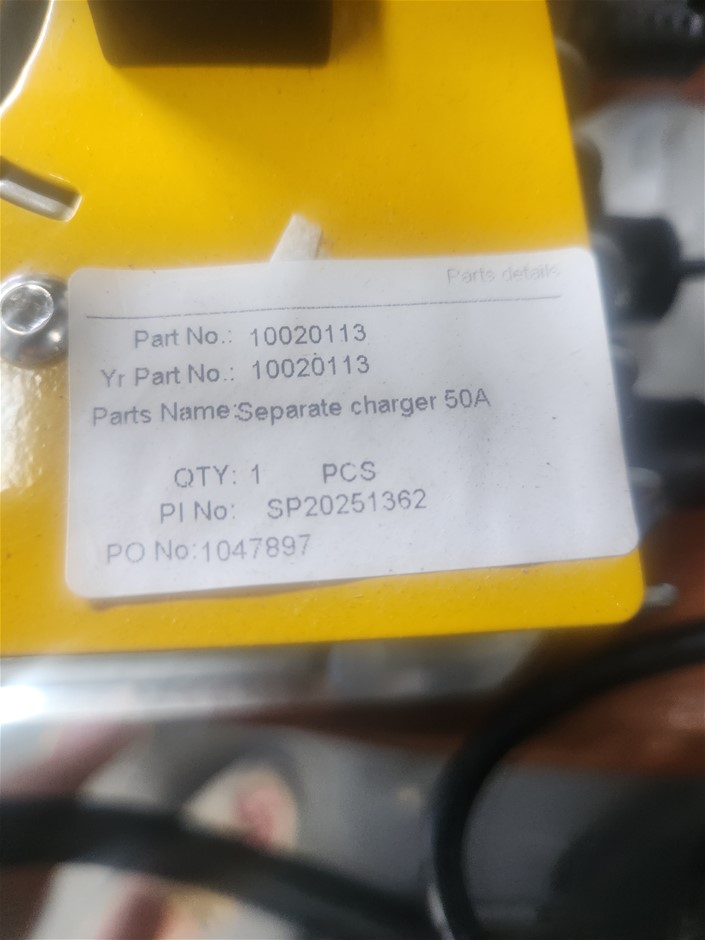 Parts details
Part No.: 10020113
Yr Part No.: 10020113
Parts Name:Separate charger 50A
QTY: 1 PCS
PI No: SP20251362
PO No:1047897